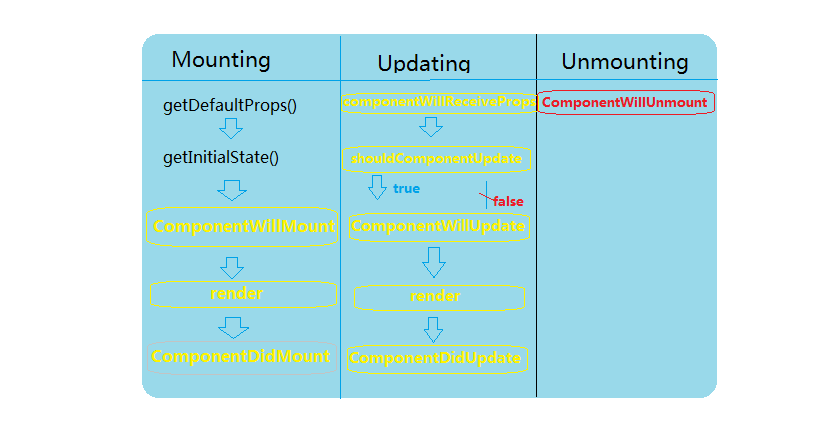 Mounting
getDefaultProps()
getInitialState()
ComponentWillMount
render
ComponentDidMount
Updating
componentWIllReceiveProps
shouldComponentUpdate
true
false
ComponentWillUpdate
render
ComponentDidUpdate
Unmounting
ComponentWillUnmount